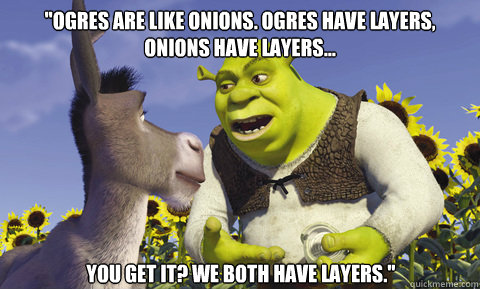 "OGRES ARE LIKE ONIONS. OGRES HAVE LAYERS,
ONIONS HAVE LAYERS...
YOU GET IT? WE BOTH HAVE LAYERS."
quickmeme.com